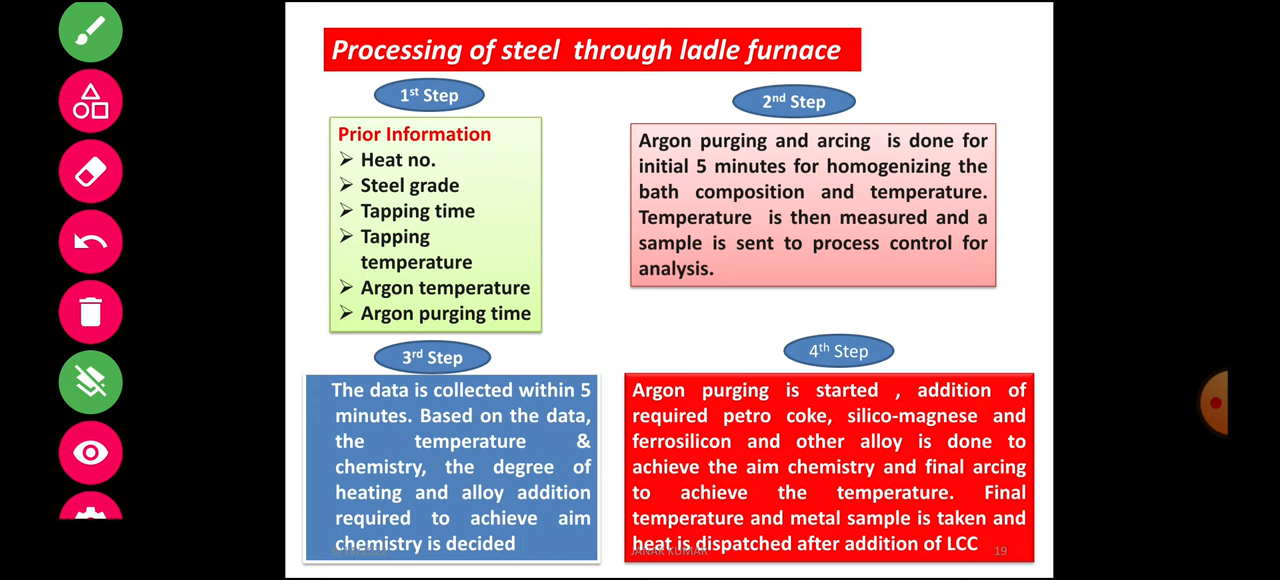 Processing of steel through ladle furnace
1st Step
Prior Information
➢ Heat no.
➢ Steel grade
➢ Tapping time
➢ Tapping
temperature
➢ Argon temperature
➢ Argon purging time
2nd Step
Argon purging and arcing is done for
initial 5 minutes for homogenizing the
bath composition and temperature.
Temperature is then measured and a
sample is sent to process control for
analysis.
3rd Step
The data is collected within 5
minutes. Based on the data,
the temperature &
chemistry, the degree of
heating and alloy addition
required to achieve aim
chemistry is decided
4th Step
Argon purging is started , addition of
required petro coke, silico-magnese and
ferrosilicon and other alloy is done to
achieve the aim chemistry and final arcing
to achieve the temperature. Final
temperature and metal sample is taken and
heat is dispatched after addition of LCC
JANAK KUMAR
19